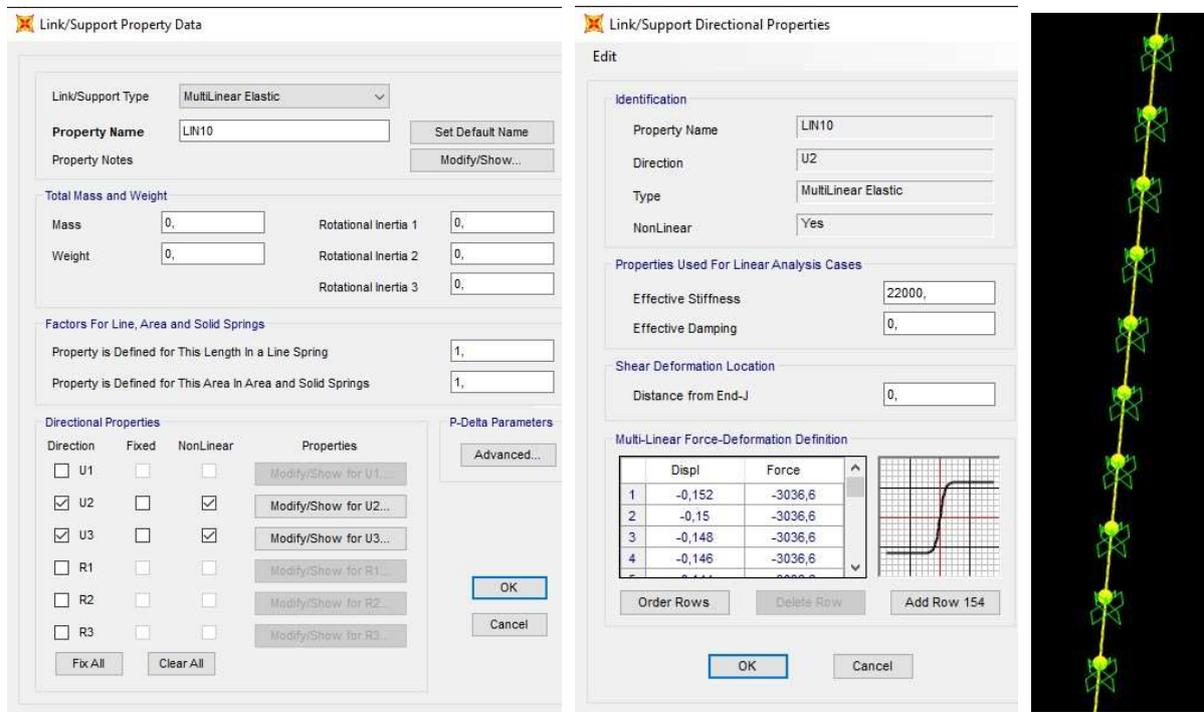 Link/Support Property Data
Link/Support Type MultiLinear Elastic
Property Name LIN10 Set Default Name
Property Notes Modify/Show...
Total Mass and Weight
Mass 0, Rotational Inertia 1 0,
Weight 0, Rotational Inertia 2 0,
Rotational Inertia 3 0,
Factors For Line, Area and Solid Springs
Property is Defined for This Length In a Line Spring 1,
Property is Defined for This Area In Area and Solid Springs 1,
Directional Properties
Direction Fixed NonLinear Properties
U1 Modify/Show for U1...
U2 Modify/Show for U2...
U3 Modify/Show for U3...
R1 Modify/Show for R1...
R2 Modify/Show for R2...
R3 Modify/Show for R3...
Fix All Clear All
P-Delta Parameters
Advanced...
OK
Cancel
Link/Support Directional Properties
Edit
Identification
Property Name LIN10
Direction U2
Type MultiLinear Elastic
NonLinear Yes
Properties Used For Linear Analysis Cases
Effective Stiffness 22000,
Effective Damping 0,
Shear Deformation Location
Distance from End-J 0,
Multi-Linear Force-Deformation Definition
Displ Force
1 -0,152 -3036,6
2 -0,15 -3036,6
3 -0,148 -3036,6
4 -0,146 -3036,6
Order Rows Delete Row Add Row 154
OK Cancel